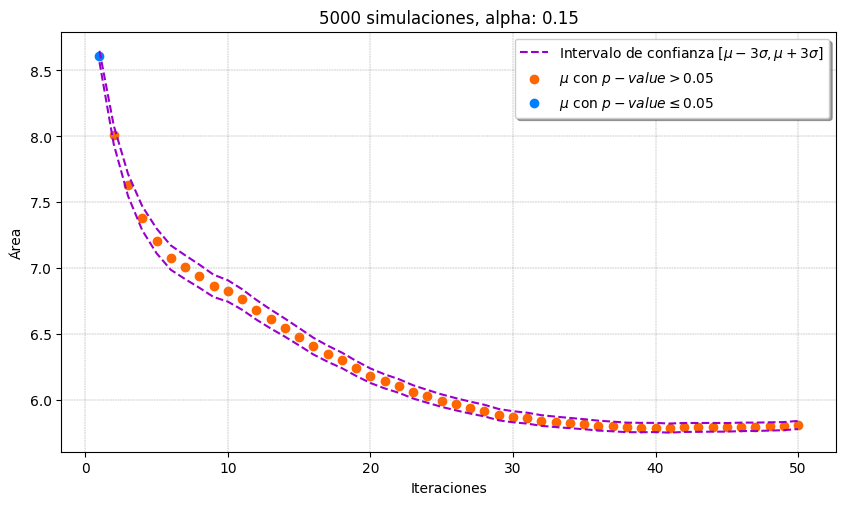 5000 simulaciones, alpha: 0.15
Intervalo de confianza [μ − 3σ, μ + 3σ]
μ con p − value > 0.05
μ con p − value ≤ 0.05
Área
8.5
8.0
7.5
7.0
6.5
6.0
0 10 20 30 40 50
Iteraciones